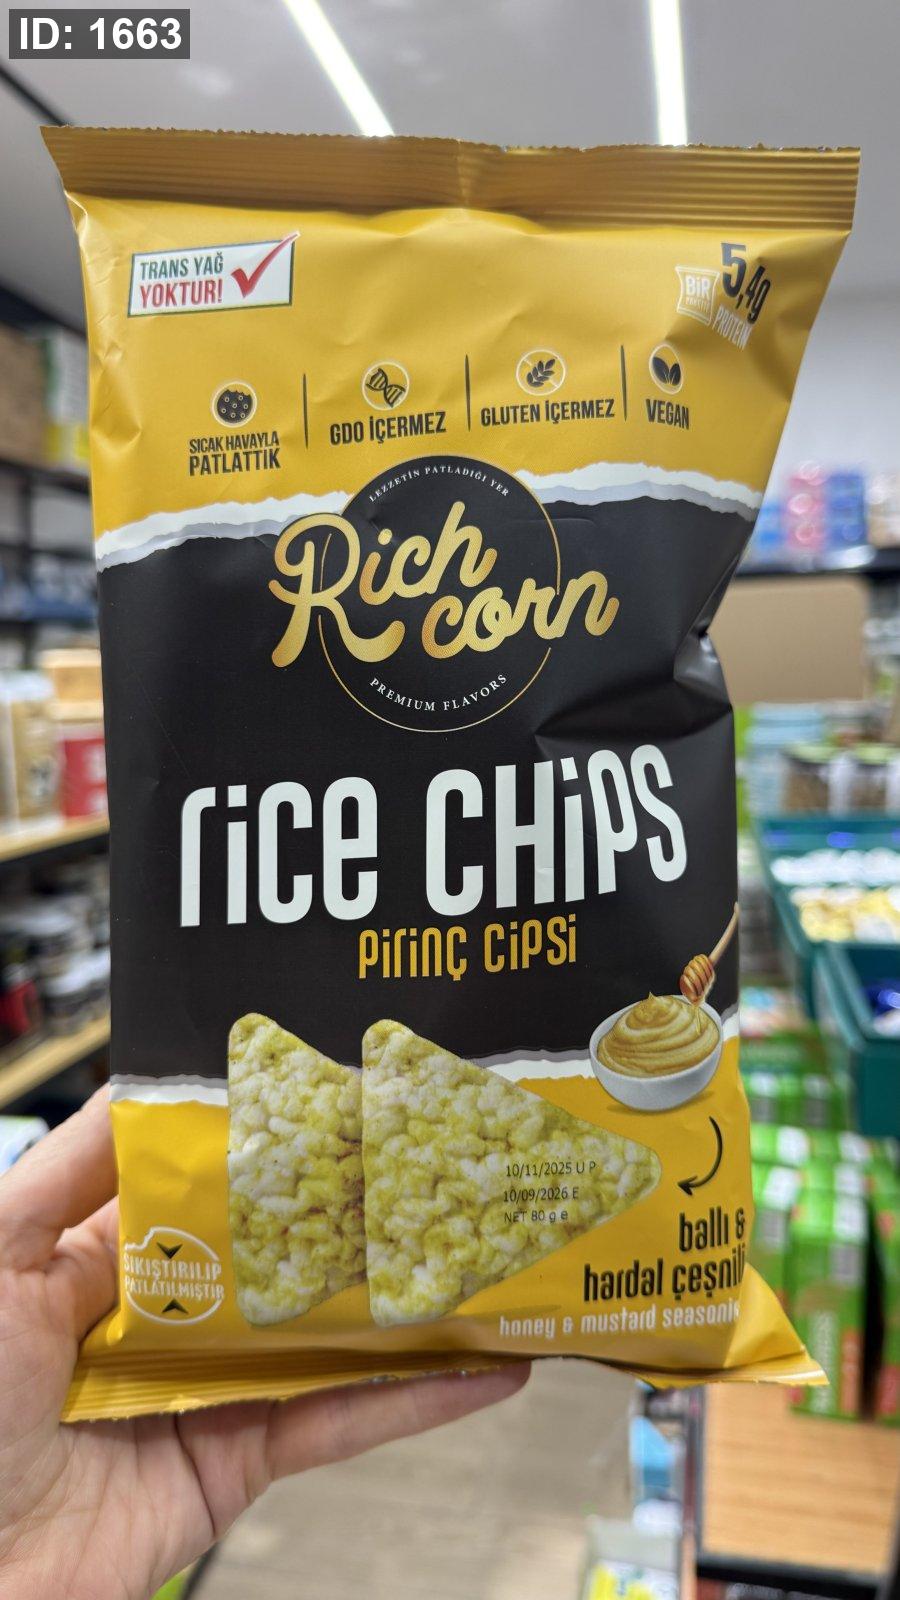 ID: 1663
TRANS YAĞ
YOKTUR!
BİR
PAKETTE
5,4g
PROTEİN
SICAK HAVAYLA
PATLATTIK
GDO İÇERMEZ
GLUTEN İÇERMEZ
VEGAN
LEZZETİN PATLADIĞI YER
Rich
corn
PREMIUM FLAVORS
rice CHiPS
PiRiNÇ CiPSi
10/11/2025 U P
10/09/2026 E
NET 80 g e
SIKIŞTIRILIP
PATLATILMIŞTIR
ballı &
hardal çeşnili
honey & mustard